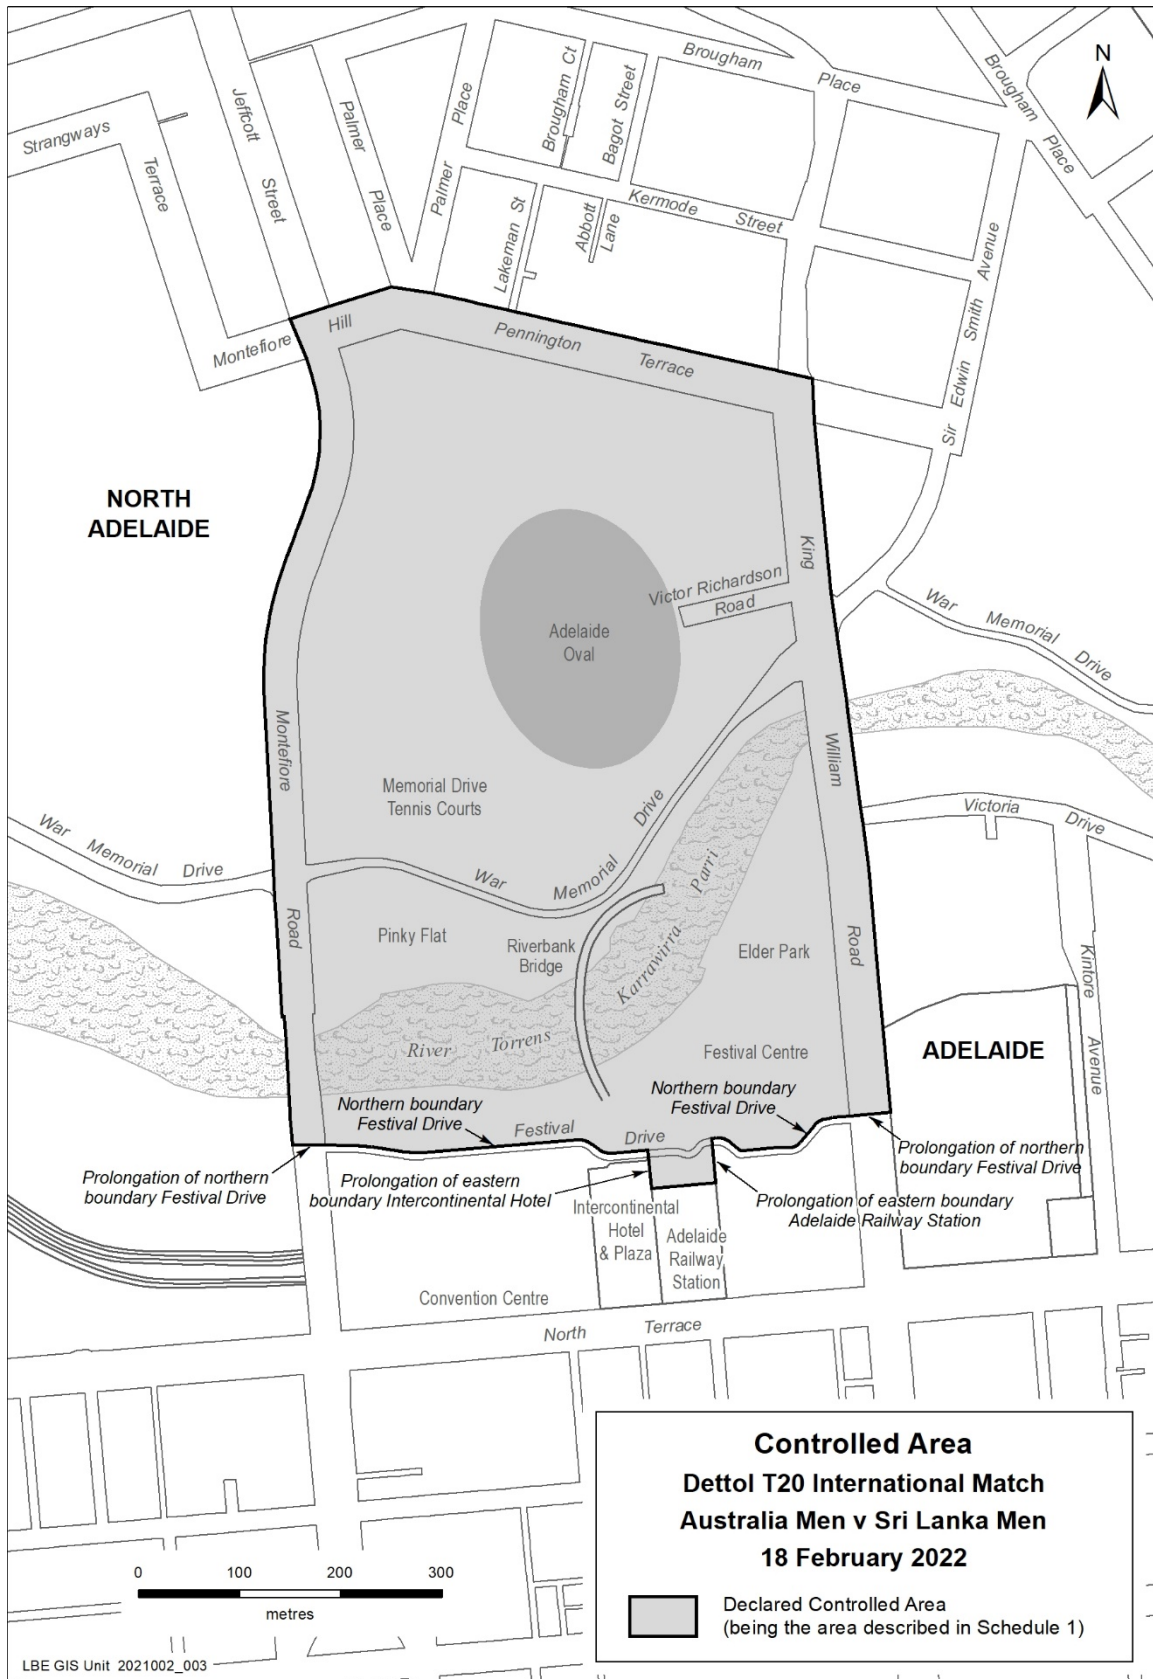 N
Brougham
Place
Brougham
Place
Jeffcott
Street
Palmer
Place
Palmer
Place
Brougham Ct
Bagot Street
Strangways
Terrace
Kermode
Street
Lakeman St
Abbott
Lane
Sir Edwin Smith Avenue
Montefiore
Hill
Pennington
Terrace
NORTH
ADELAIDE
King
William
Road
Victor Richardson
Road
Adelaide
Oval
War Memorial Drive
Montefiore
Road
Memorial Drive
Tennis Courts
Victoria
Drive
War Memorial Drive
War Memorial Drive
Karrawirra Parri
Pinky Flat
Riverbank
Bridge
Elder Park
Kintore
Avenue
River Torrens
Festival Centre
ADELAIDE
Northern boundary
Festival Drive
Northern boundary
Festival Drive
Festival
Drive
Prolongation of northern
boundary Festival Drive
Prolongation of eastern
boundary Intercontinental Hotel
Prolongation of northern
boundary Festival Drive
Prolongation of eastern boundary
Adelaide Railway Station
Intercontinental
Hotel
& Plaza
Adelaide
Railway
Station
Convention Centre
North
Terrace
Controlled Area
Dettol T20 International Match
Australia Men v Sri Lanka Men
18 February 2022
Declared Controlled Area
(being the area described in Schedule 1)
0 100 200 300
metres
LBE GIS Unit 2021002_003